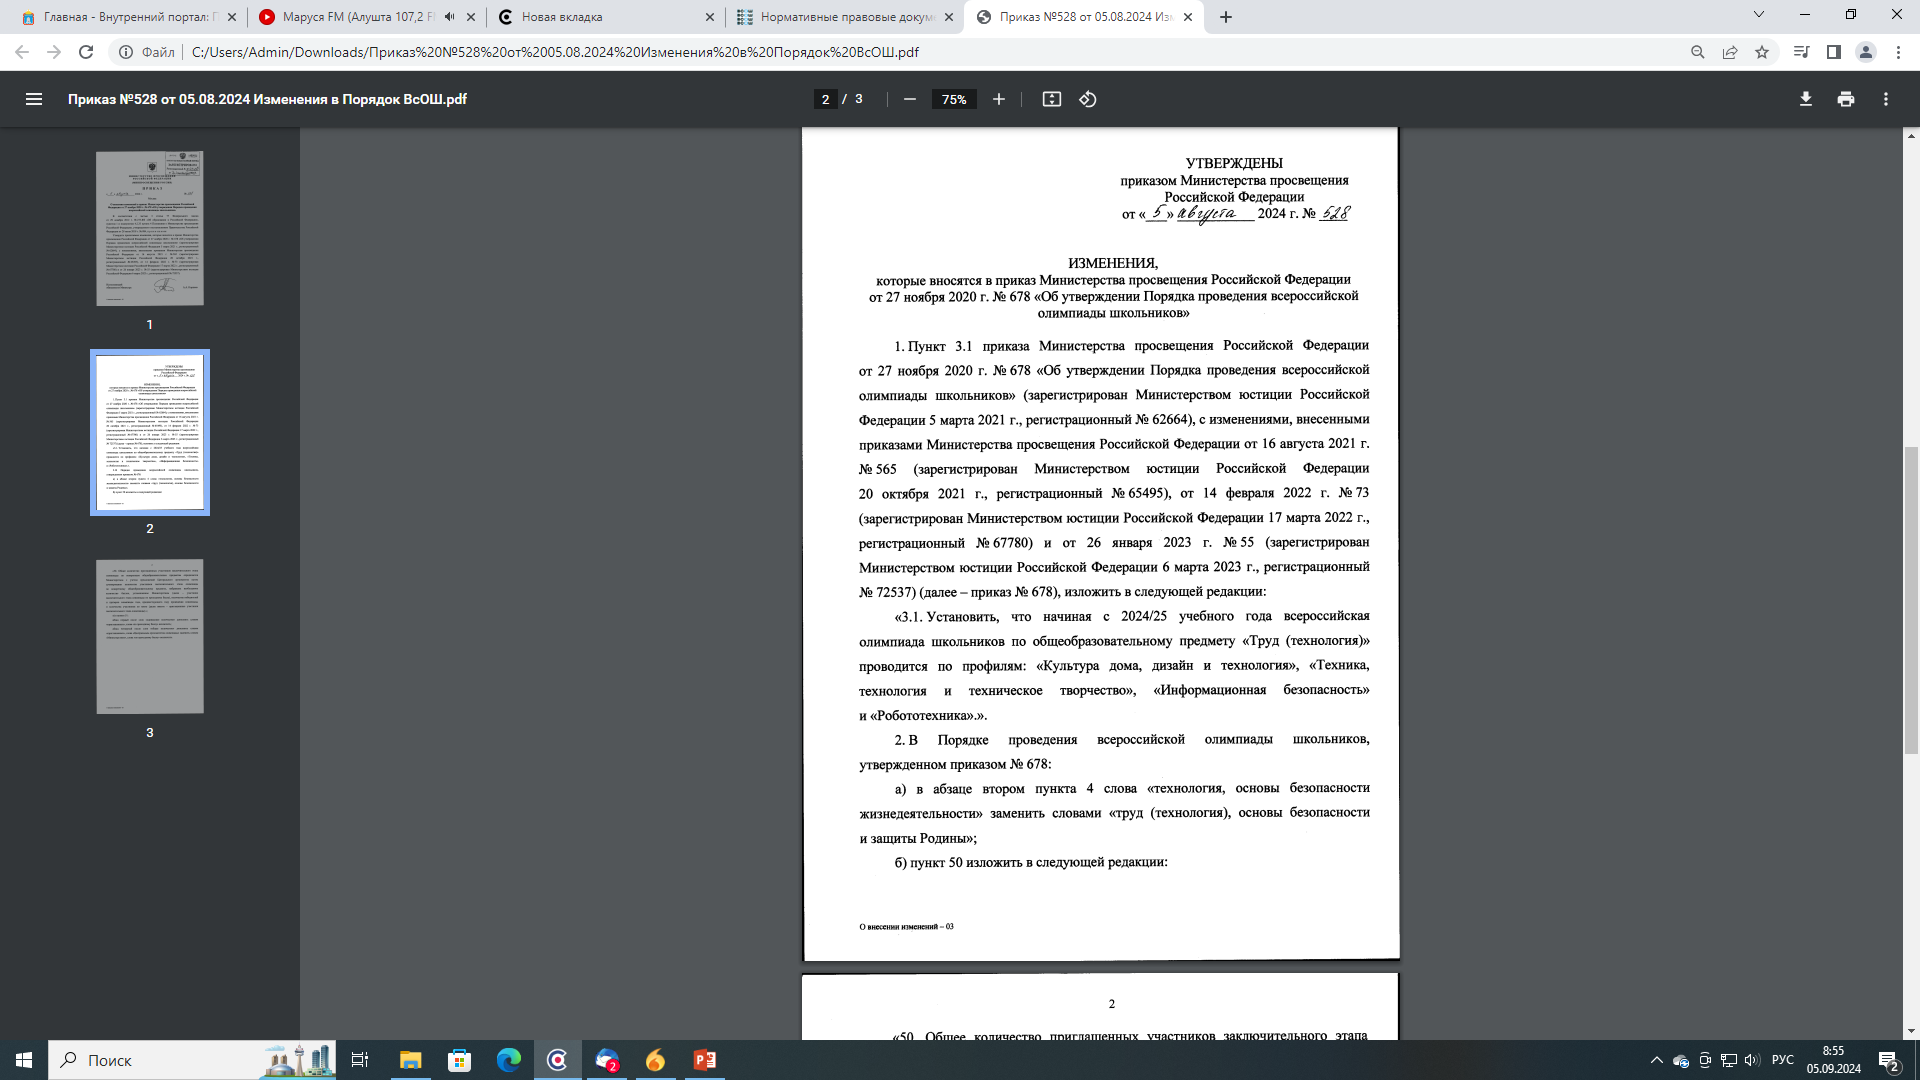 Главная - Внутренний портал: Г
Маруся FM (Алушта 107,2 F
Новая вкладка
Нормативные правовые докум
Приказ №528 от 05.08.2024 Из
Файл
C:/Users/Admin/Downloads/Приказ%20№528%20от%2005.08.2024%20Изменения%20в%20Порядок%20ВсОШ.pdf
Приказ №528 от 05.08.2024 Изменения в Порядок ВсОШ.pdf
2 / 3
75%
1
2
3
УТВЕРЖДЕНЫ
приказом Министерства просвещения
Российской Федерации
от « 5 » августа 2024 г. № 528
ИЗМЕНЕНИЯ,
которые вносятся в приказ Министерства просвещения Российской Федерации
от 27 ноября 2020 г. № 678 «Об утверждении Порядка проведения всероссийской
олимпиады школьников»
1. Пункт 3.1 приказа Министерства просвещения Российской Федерации
от 27 ноября 2020 г. № 678 «Об утверждении Порядка проведения всероссийской
олимпиады школьников» (зарегистрирован Министерством юстиции Российской
Федерации 5 марта 2021 г., регистрационный № 62664), с изменениями, внесенными
приказами Министерства просвещения Российской Федерации от 16 августа 2021 г.
№ 565 (зарегистрирован Министерством юстиции Российской Федерации
20 октября 2021 г., регистрационный № 65495), от 14 февраля 2022 г. № 73
(зарегистрирован Министерством юстиции Российской Федерации 17 марта 2022 г.,
регистрационный № 67780) и от 26 января 2023 г. № 55 (зарегистрирован
Министерством юстиции Российской Федерации 6 марта 2023 г., регистрационный
№ 72537) (далее – приказ № 678), изложить в следующей редакции:
«3.1. Установить, что начиная с 2024/25 учебного года всероссийская
олимпиада школьников по общеобразовательному предмету «Труд (технология)»
проводится по профилям: «Культура дома, дизайн и технология», «Техника,
технология и техническое творчество», «Информационная безопасность»
и «Робототехника».».
2. В Порядке проведения всероссийской олимпиады школьников,
утвержденном приказом № 678:
а) в абзаце втором пункта 4 слова «технология, основы безопасности
жизнедеятельности» заменить словами «труд (технология), основы безопасности
и защиты Родины»;
б) пункт 50 изложить в следующей редакции:
О внесении изменений – 03
2
«50. Общее количество приглашенных участников заключительного этапа
Поиск
2
РУС
8:55
05.09.2024
2